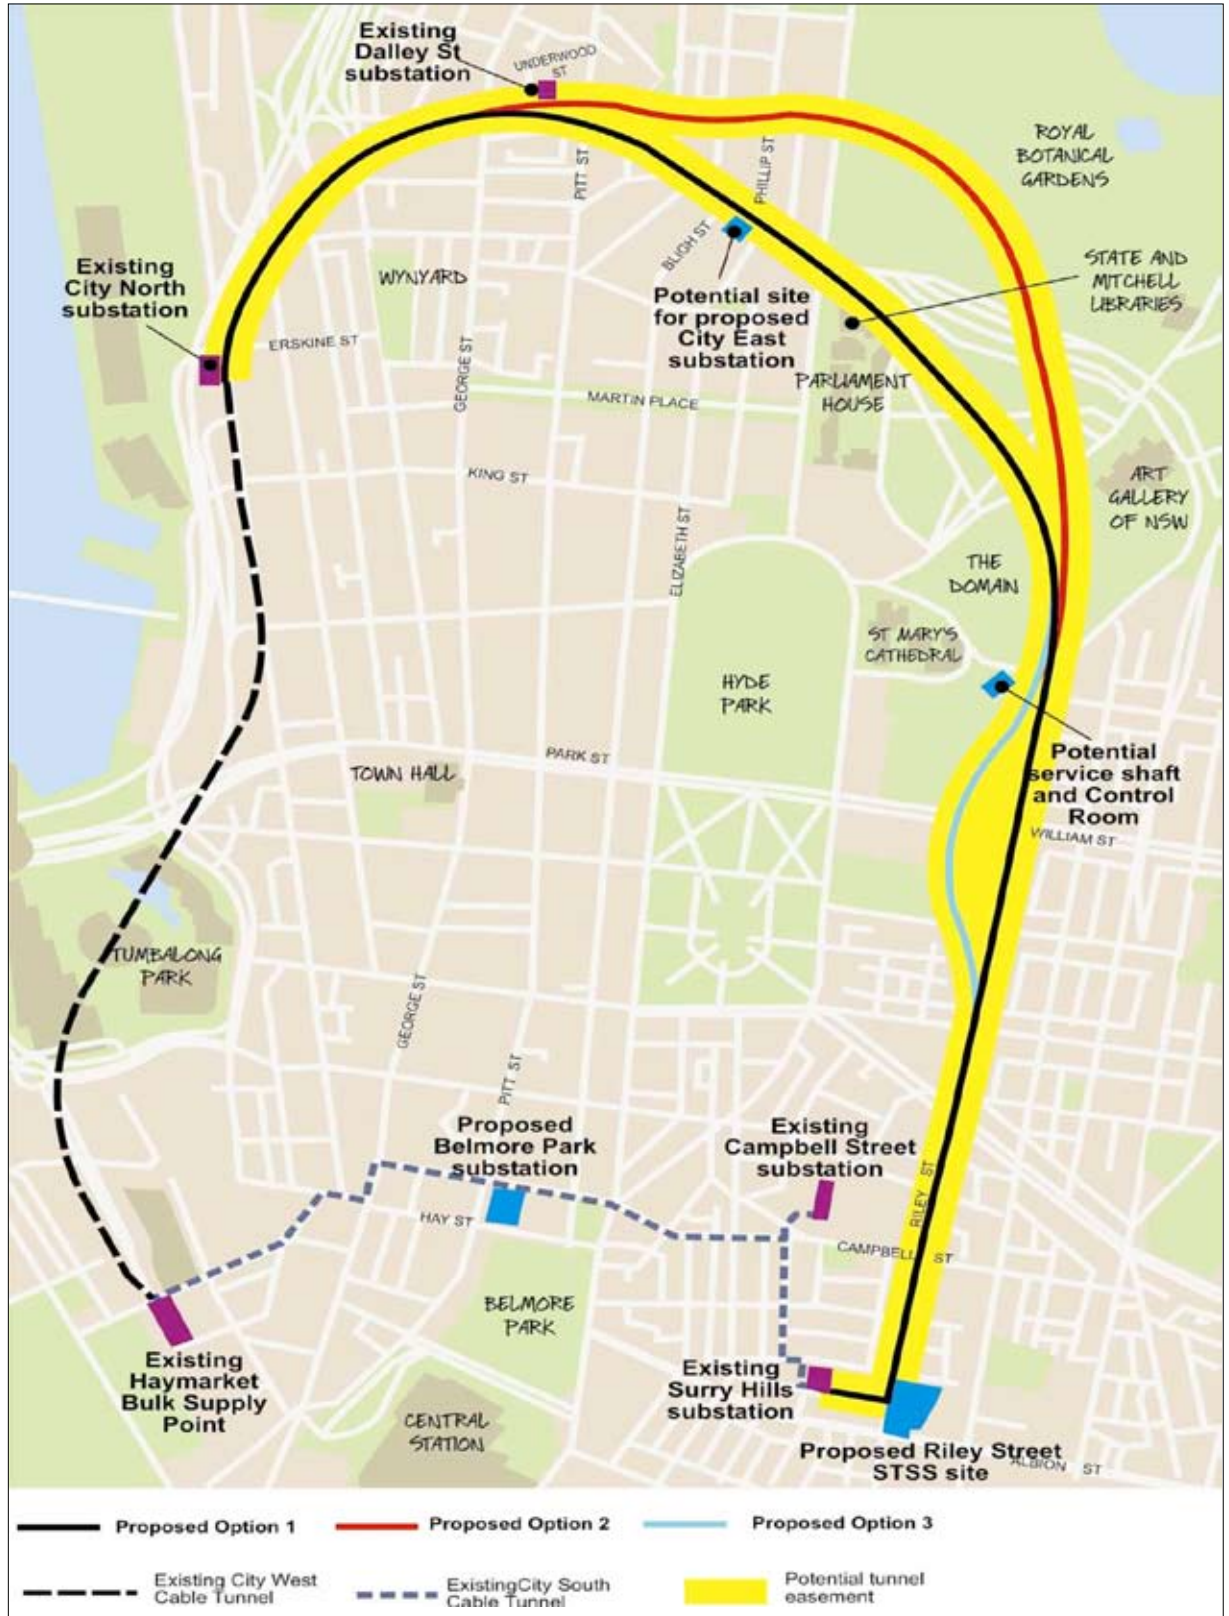 Existing
Dalley St
substation
UNDERWOOD
ST
ROYAL
BOTANICAL
GARDENS
PITT ST
PHILLIP ST
BLIGH ST
STATE AND
MITCHELL
LIBRARIES
Existing
City North
substation
WYNYARD
Potential site
for proposed
City East
substation
ERSKINE ST
GEORGE ST
PARLIAMENT
HOUSE
MARTIN PLACE
KING ST
ART
GALLERY
OF NSW
ELIZABETH ST
THE
DOMAIN
ST MARY'S
CATHEDRAL
HYDE
PARK
PARK ST
TOWN HALL
Potential
service shaft
and Control
Room
WILLIAM ST
TUMBALONG
PARK
GEORGE ST
PITT ST
Proposed
Belmore Park
substation
Existing
Campbell Street
substation
RILEY ST
HAY ST
CAMPBELL ST
BELMORE
PARK
Existing
Haymarket
Bulk Supply
Point
Existing
Surry Hills
substation
CENTRAL
STATION
Proposed Riley Street
STSS site
ALBION ST
Proposed Option 1
Proposed Option 2
Proposed Option 3
Existing City West
Cable Tunnel
ExistingCity South
Cable Tunnel
Potential tunnel
easement